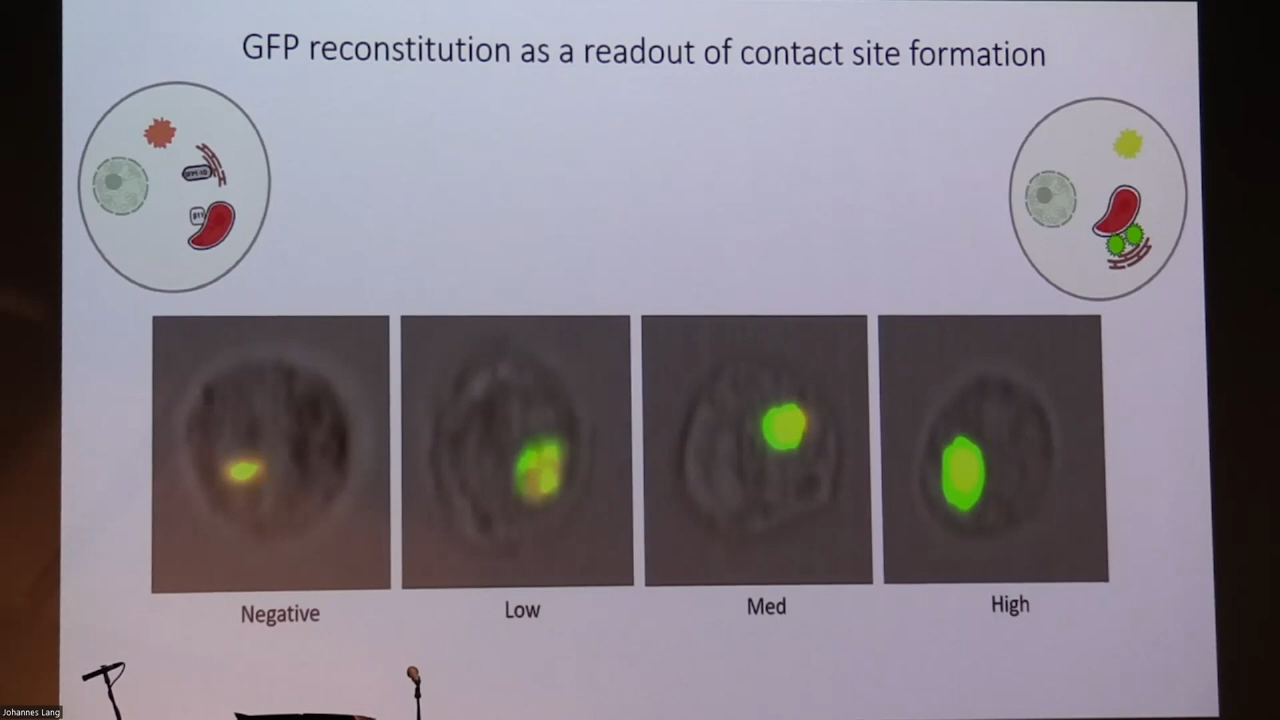 GFP reconstitution as a readout of contact site formation
Negative
Low
Med
High
Johannes Lang